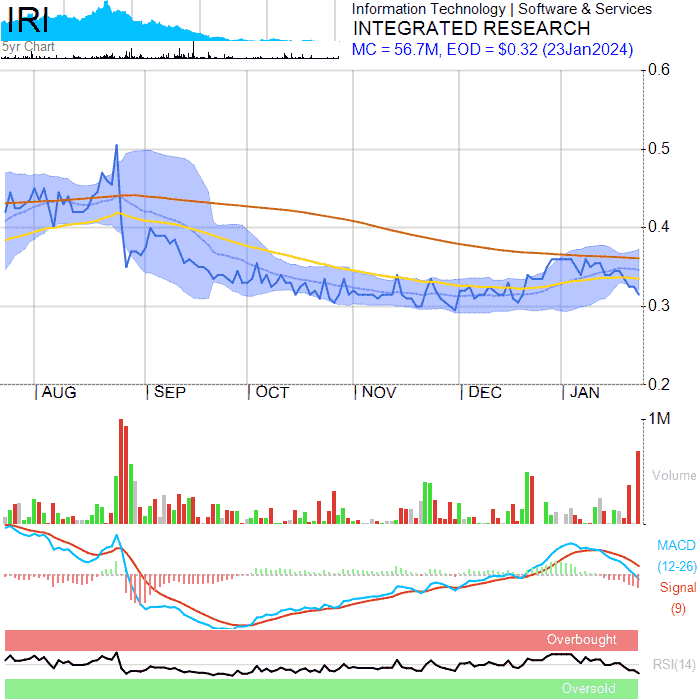 IRI
5yr Chart
Information Technology | Software & Services
INTEGRATED RESEARCH
MC = 56.7M, EOD = $0.32 (23Jan2024)
0.6
0.5
0.4
0.3
0.2
AUG SEP OCT NOV DEC JAN
1M
Volume
MACD
(12-26)
Signal
(9)
Overbought
RSI(14)
Oversold